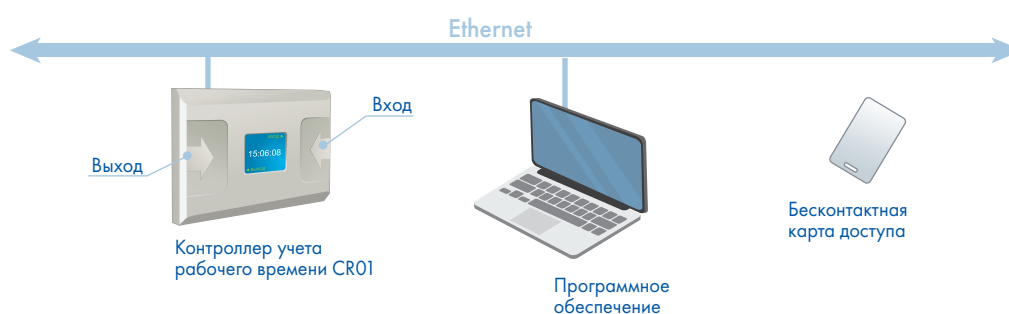 Ethernet
Вход
15:06:08
Выход
Бесконтактная
карта доступа
Контроллер учета
рабочего времени CR01
Программное
обеспечение